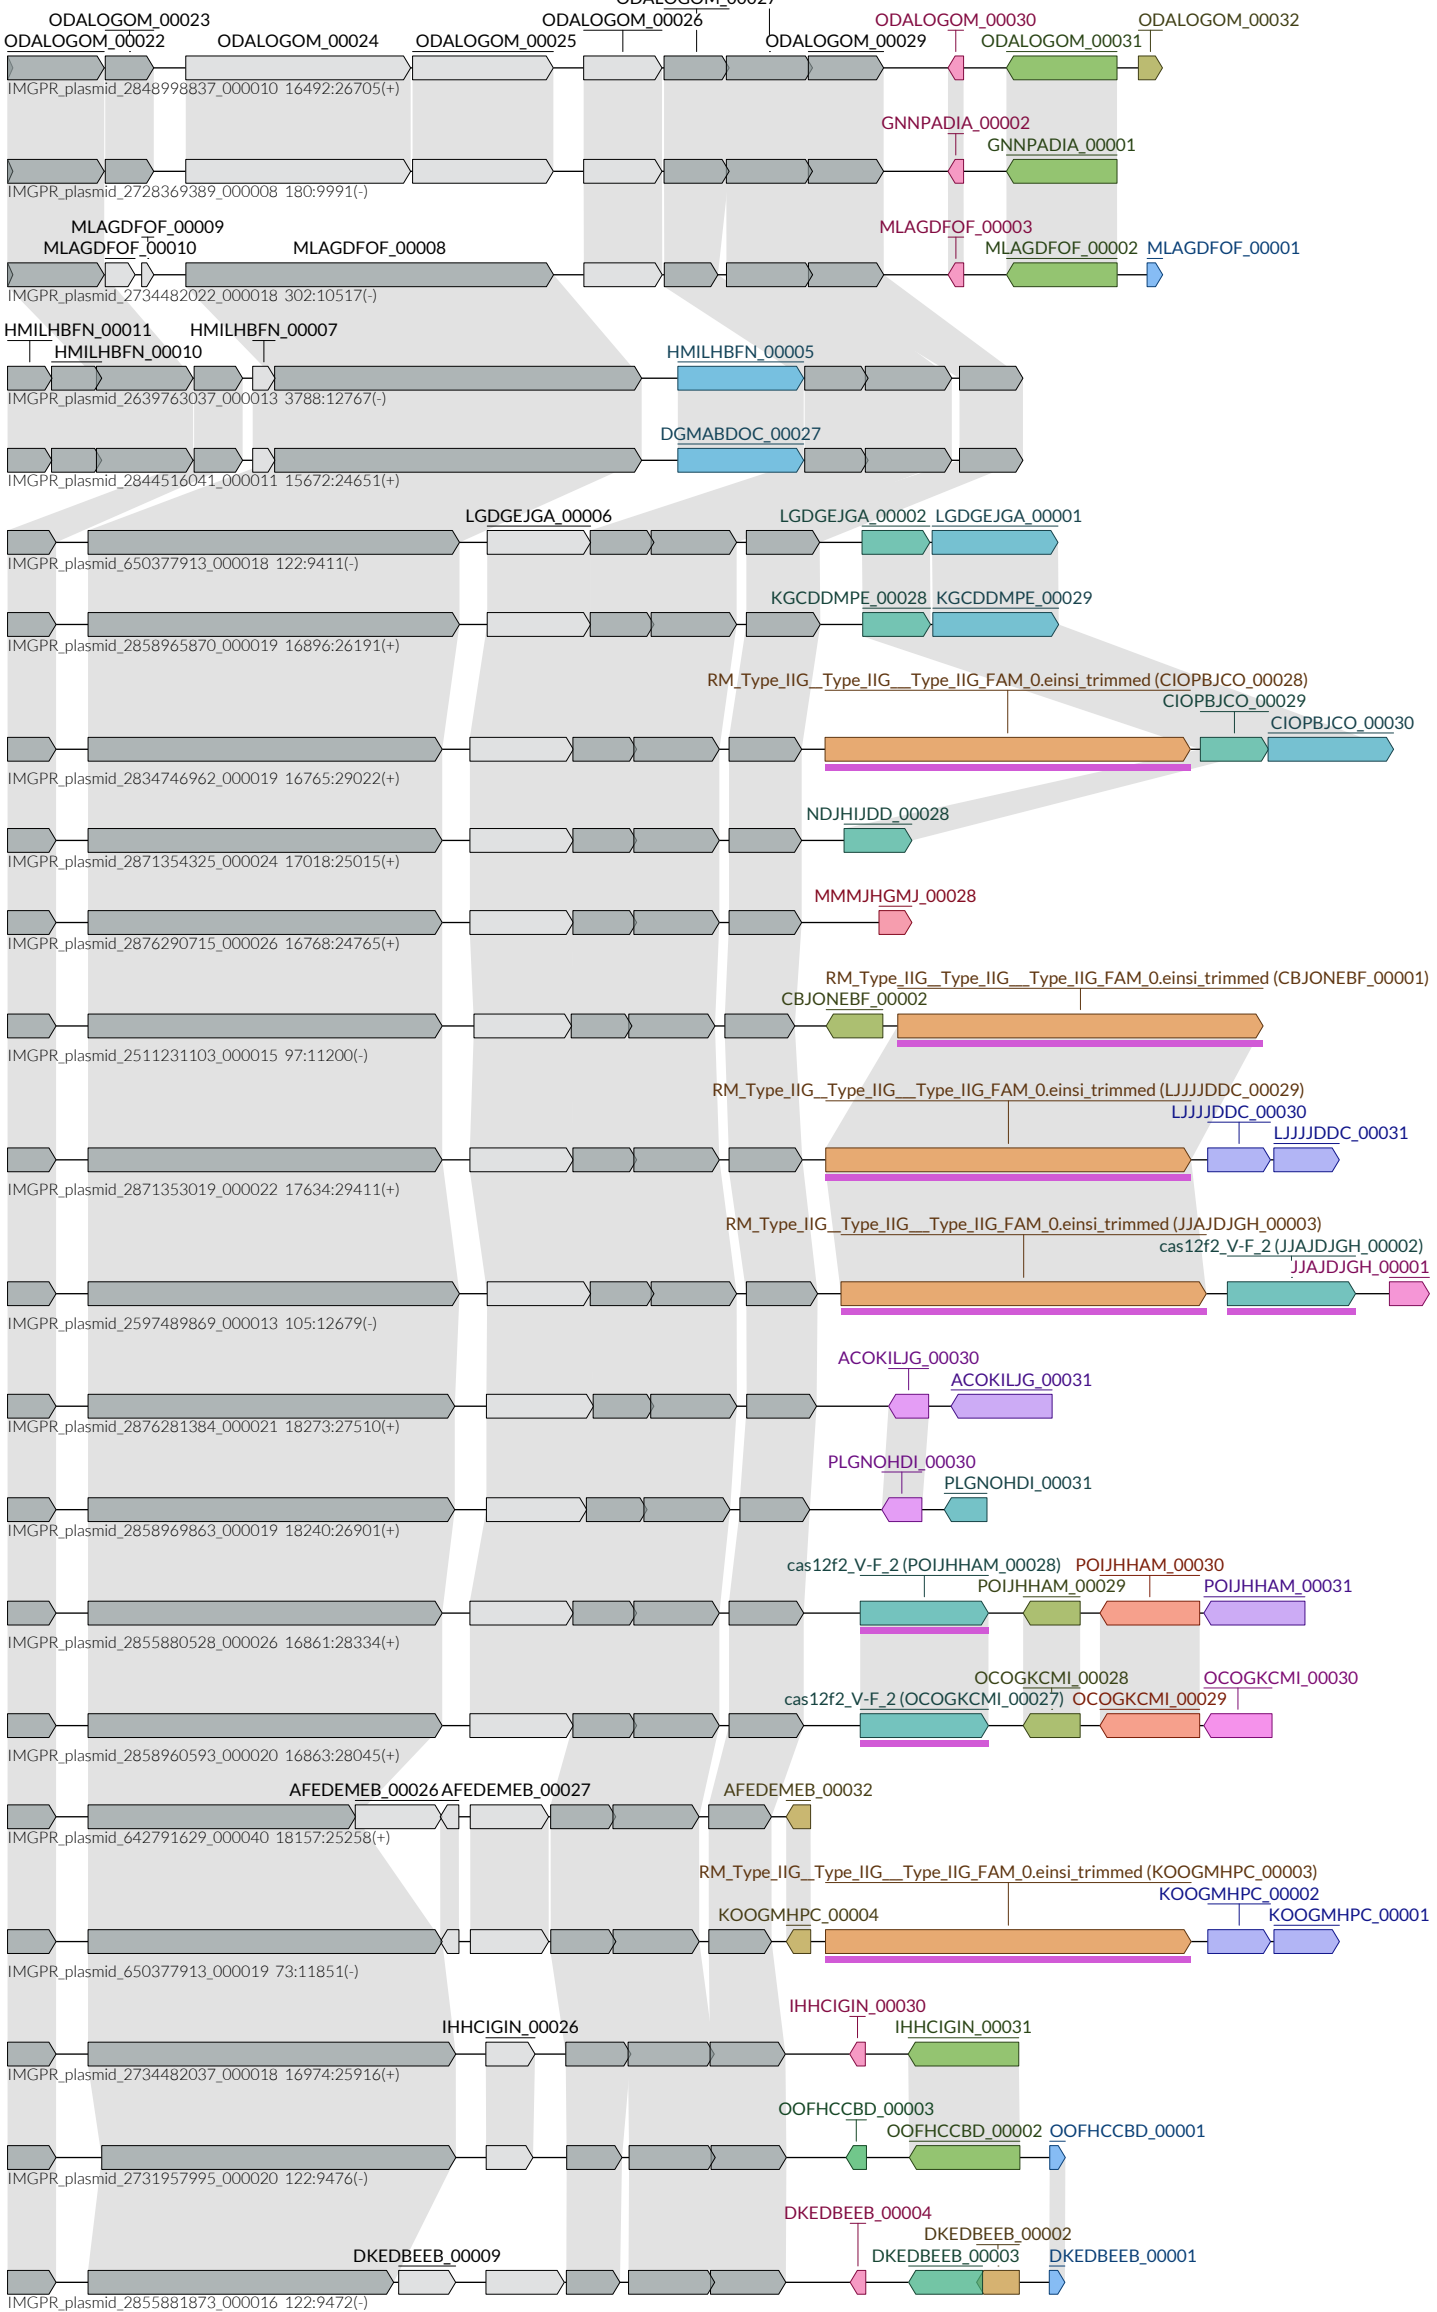 ODALOGOM_00027
ODALOGOM_00023 ODALOGOM_00026 ODALOGOM_00030 ODALOGOM_00032
ODALOGOM_00022 ODALOGOM_00024 ODALOGOM_00025 ODALOGOM_00029 ODALOGOM_00031
IMGPR_plasmid_2848998837_000010 16492:26705(+)
GNNPADIA_00002
GNNPADIA_00001
IMGPR_plasmid_2728369389_000008 180:9991(-)
MLAGDFOF_00009 MLAGDFOF_00003
MLAGDFOF_00010 MLAGDFOF_00008 MLAGDFOF_00002 MLAGDFOF_00001
IMGPR_plasmid_2734482022_000018 302:10517(-)
HMILHBFN_00011 HMILHBFN_00007
HMILHBFN_00010 HMILHBFN_00005
IMGPR_plasmid_2639763037_000013 3788:12767(-)
DGMABDOC_00027
IMGPR_plasmid_2844516041_000011 15672:24651(+)
LGDGEJGA_00006 LGDGEJGA_00002 LGDGEJGA_00001
IMGPR_plasmid_650377913_000018 122:9411(-)
KGCDDMPE_00028 KGCDDMPE_00029
IMGPR_plasmid_2858965870_000019 16896:26191(+)
RM_Type_IIG__Type_IIG___Type_IIG_FAM_0.einsi_trimmed (CIOPBJCO_00028)
CIOPBJCO_00029
CIOPBJCO_00030
IMGPR_plasmid_2834746962_000019 16765:29022(+)
NDJHIJDD_00028
IMGPR_plasmid_2871354325_000024 17018:25015(+)
MMMJHGMJ_00028
IMGPR_plasmid_2876290715_000026 16768:24765(+)
RM_Type_IIG__Type_IIG___Type_IIG_FAM_0.einsi_trimmed (CBJONEBF_00001)
CBJONEBF_00002
IMGPR_plasmid_2511231103_000015 97:11200(-)
RM_Type_IIG__Type_IIG___Type_IIG_FAM_0.einsi_trimmed (LJJJJDDC_00029)
LJJJJDDC_00030
LJJJJDDC_00031
IMGPR_plasmid_2871353019_000022 17634:29411(+)
RM_Type_IIG__Type_IIG___Type_IIG_FAM_0.einsi_trimmed (JJAJDJGH_00003)
cas12f2_V-F_2 (JJAJDJGH_00002)
JJAJDJGH_00001
IMGPR_plasmid_2597489869_000013 105:12679(-)
ACOKILJG_00030
ACOKILJG_00031
IMGPR_plasmid_2876281384_000021 18273:27510(+)
PLGNOHDI_00030
PLGNOHDI_00031
IMGPR_plasmid_2858969863_000019 18240:26901(+)
cas12f2_V-F_2 (POIJHHAM_00028) POIJHHAM_00030
POIJHHAM_00029 POIJHHAM_00031
IMGPR_plasmid_2855880528_000026 16861:28334(+)
OCOGKCMI_00028 OCOGKCMI_00030
cas12f2_V-F_2 (OCOGKCMI_00027) OCOGKCMI_00029
IMGPR_plasmid_2858960593_000020 16863:28045(+)
AFEDEMEB_00026 AFEDEMEB_00027 AFEDEMEB_00032
IMGPR_plasmid_642791629_000040 18157:25258(+)
RM_Type_IIG__Type_IIG___Type_IIG_FAM_0.einsi_trimmed (KOOGMHPC_00003)
KOOGMHPC_00002
KOOGMHPC_00004 KOOGMHPC_00001
IMGPR_plasmid_650377913_000019 73:11851(-)
IHHCIGIN_00030
IHHCIGIN_00026 IHHCIGIN_00031
IMGPR_plasmid_2734482037_000018 16974:25916(+)
OOFHCCBD_00003
OOFHCCBD_00002 OOFHCCBD_00001
IMGPR_plasmid_2731957995_000020 122:9476(-)
DKEDBEEB_00004
DKEDBEEB_00002
DKEDBEEB_00009 DKEDBEEB_00003 DKEDBEEB_00001
IMGPR_plasmid_2855881873_000016 122:9472(-)